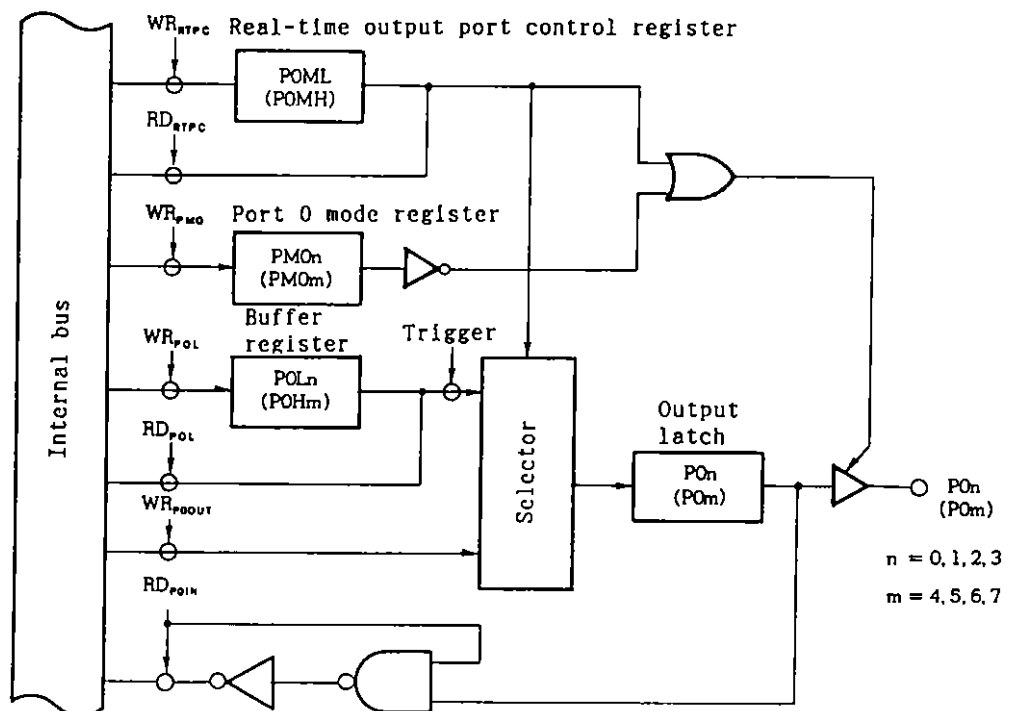 WRRTPC Real-time output port control register
P0ML
(P0MH)
RDRTPC
WRPM0 Port 0 mode register
PM0n
(PM0m)
Buffer
register
Trigger
WRP0L
P0Ln
(P0Hm)
RDP0L
WRP0OUT
RDP0IN
Internal bus
Selector
Output
latch
P0n
(P0m)
P0n
(P0m)
n = 0, 1, 2, 3
m = 4, 5, 6, 7